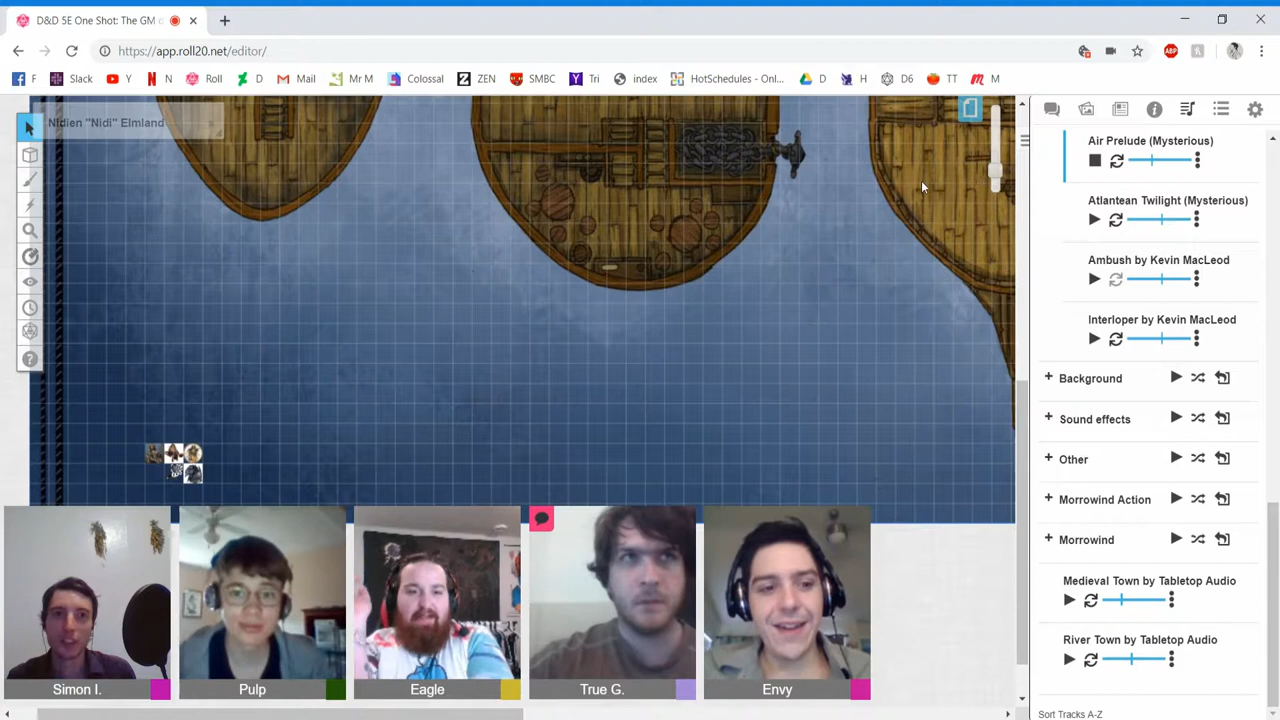 D&D 5E One Shot: The GM
https://app.roll20.net/editor/
F Slack Y N Roll D Mail Mr M Colossal ZEN SMBC Tri index HotSchedules - Onl... D H D6 TT M
Nidien "Nidi" Elmland
Air Prelude (Mysterious)
Atlantean Twilight (Mysterious)
Ambush by Kevin MacLeod
Interloper by Kevin MacLeod
Background
Sound effects
Other
Morrowind Action
Morrowind
Medieval Town by Tabletop Audio
River Town by Tabletop Audio
Sort Tracks A-Z
Simon I. Pulp Eagle True G. Envy